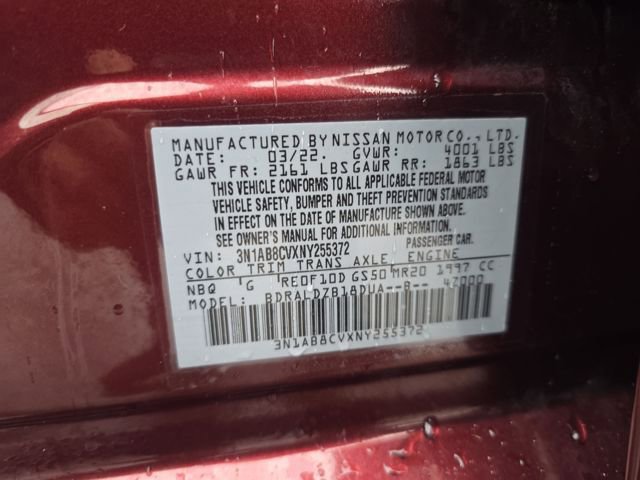 MANUFACTURED BY NISSAN MOTOR CO., LTD.
DATE: 03/22. GVWR: 4001 LBS
GAWR FR: 2161 LBS GAWR RR: 1863 LBS
THIS VEHICLE CONFORMS TO ALL APPLICABLE FEDERAL MOTOR
VEHICLE SAFETY, BUMPER AND THEFT PREVENTION STANDARDS
IN EFFECT ON THE DATE OF MANUFACTURE SHOWN ABOVE.
SEE OWNER'S MANUAL FOR ADDITIONAL INFORMATION.
VIN: 3N1AB8CVXNY255372 PASSENGER CAR.
COLOR TRIM TRANS AXLE, ENGINE
NBQ G RE0F10D GS50 MR20 1997 CC
MODEL: BDRALDZB18DUA--B-- 4Z000
3N1AB8CVXNY255372